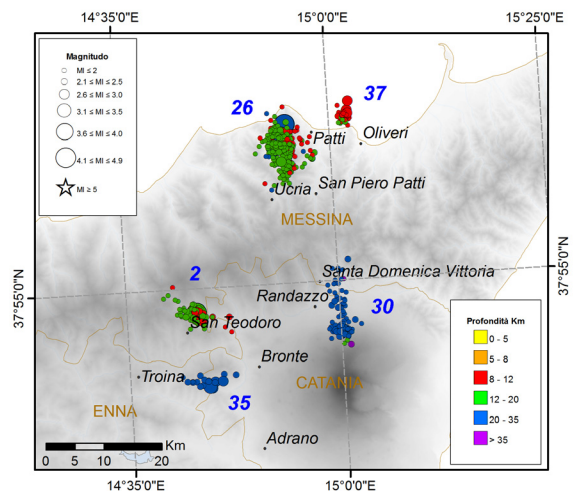 14°35'0"E 15°0'0"E 15°25'0"E
Magnitudo
Ml ≤ 2
2.1 ≤ Ml ≤ 2.5
2.6 ≤ Ml ≤ 3.0
3.1 ≤ Ml ≤ 3.5
3.6 ≤ Ml ≤ 4.0
4.1 ≤ Ml ≤ 4.9
Ml ≥ 5
37
26
Patti
Oliveri
Ucria
San Piero Patti
MESSINA
37°55'0"N
2
Santa Domenica Vittoria
Randazzo
30
San Teodoro
37°55'0"N
Bronte
Troina
CATANIA
35
ENNA
Adrano
Km
0 5 10 20
Profondità Km
0 - 5
5 - 8
8 - 12
12 - 20
20 - 35
> 35
14°35'0"E 15°0'0"E